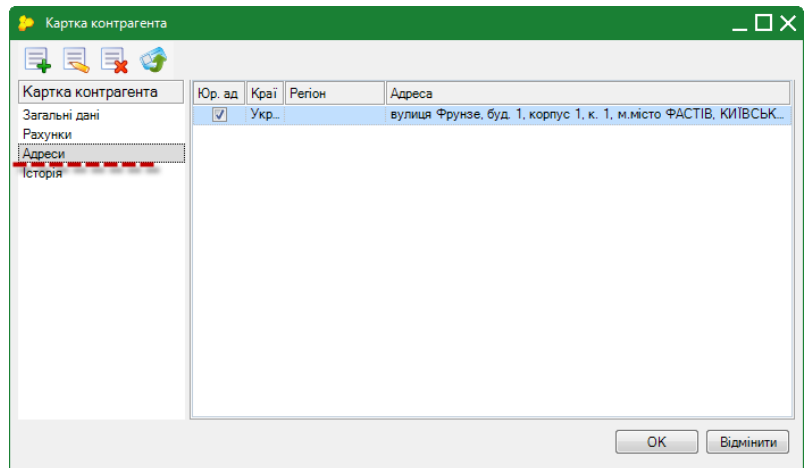 Картка контрагента
Картка контрагента
Юр. ад Краї Регіон Адреса
Загальні дані
Укр... вулиця Фрунзе, буд. 1, корпус 1, к. 1, м.місто ФАСТІВ, КИЇВСЬК...
Рахунки
Адреси
Історія
OK Відмінити